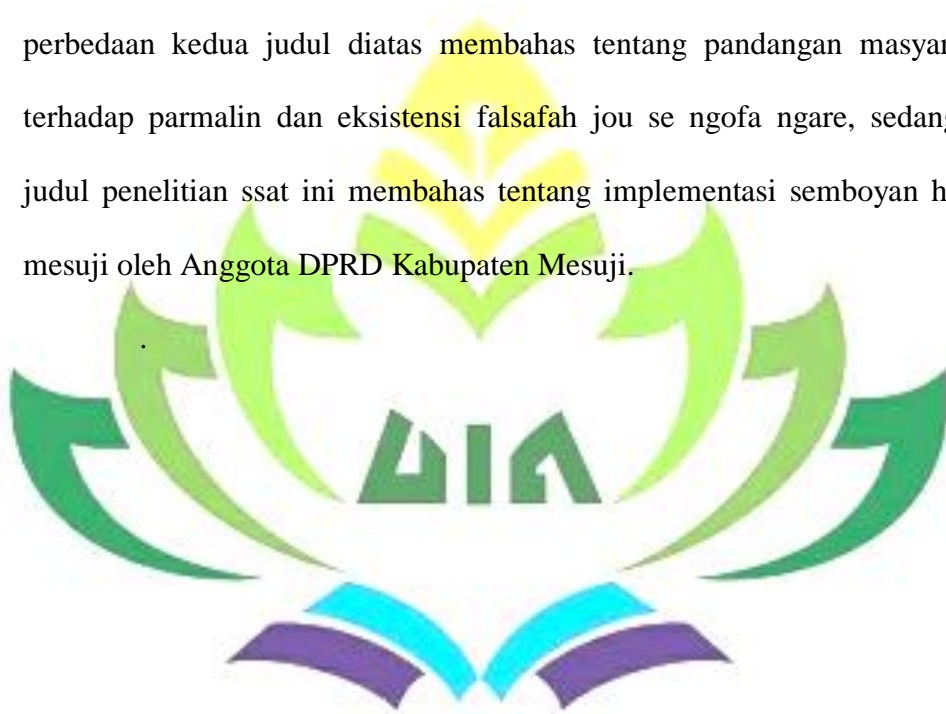 perbedaan kedua judul diatas membahas tentang pandangan masyar
terhadap parmalin dan eksistensi falsafah jou se ngofa ngare, sedang
judul penelitian ssat ini membahas tentang implementasi semboyan h
mesuji oleh Anggota DPRD Kabupaten Mesuji.
.
UIN